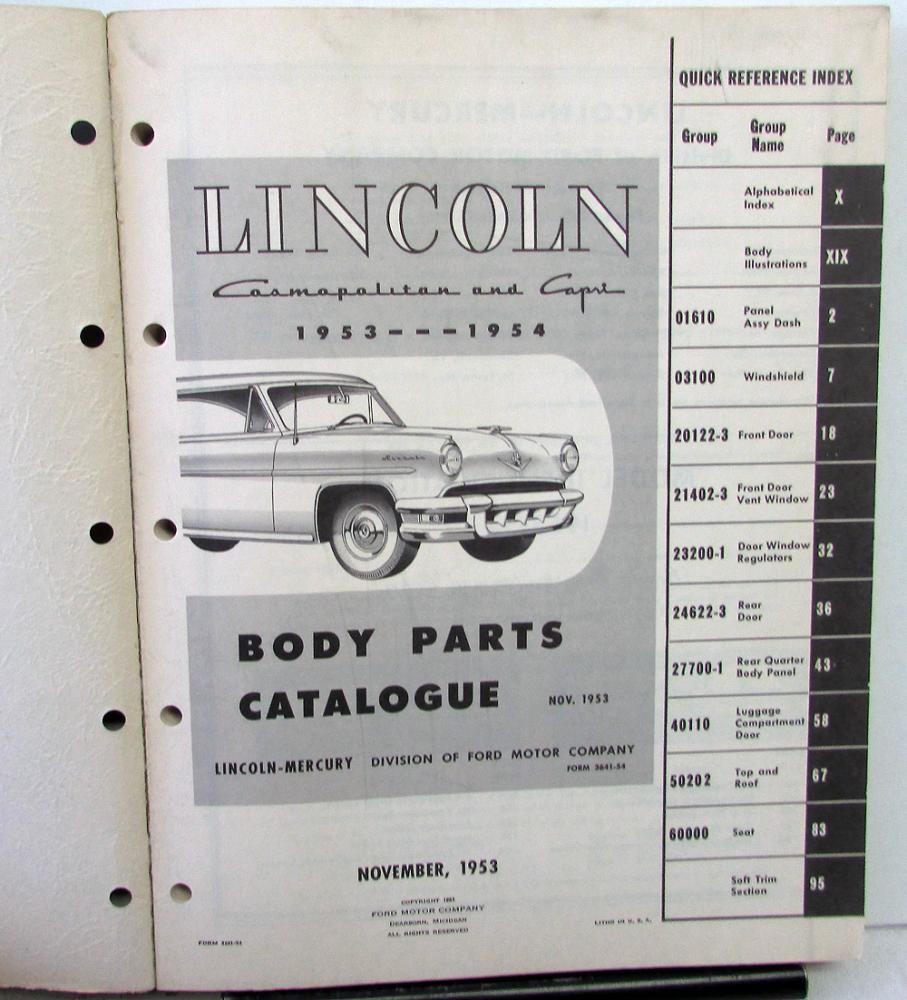 LINCOLN
Cosmopolitan and Capri
1953---1954
Lincoln
BODY PARTS
CATALOGUE NOV. 1953
LINCOLN-MERCURY DIVISION OF FORD MOTOR COMPANY
FORM 3641-54
NOVEMBER, 1953
COPYRIGHT 1953
FORD MOTOR COMPANY
DEARBORN, MICHIGAN
ALL RIGHTS RESERVED
LITHO IN U. S. A.
FORM 3641-54
QUICK REFERENCE INDEX
Group Group Name Page
Alphabetical Index X
Body Illustrations XIX
01610 Panel Assy Dash 2
03100 Windshield 7
20122-3 Front Door 18
21402-3 Front Door Vent Window 23
23200-1 Door Window Regulators 32
24622-3 Rear Door 36
27700-1 Rear Quarter Body Panel 43
40110 Luggage Compartment Door 58
50202 Top and Roof 67
60000 Seat 83
Soft Trim Section 95